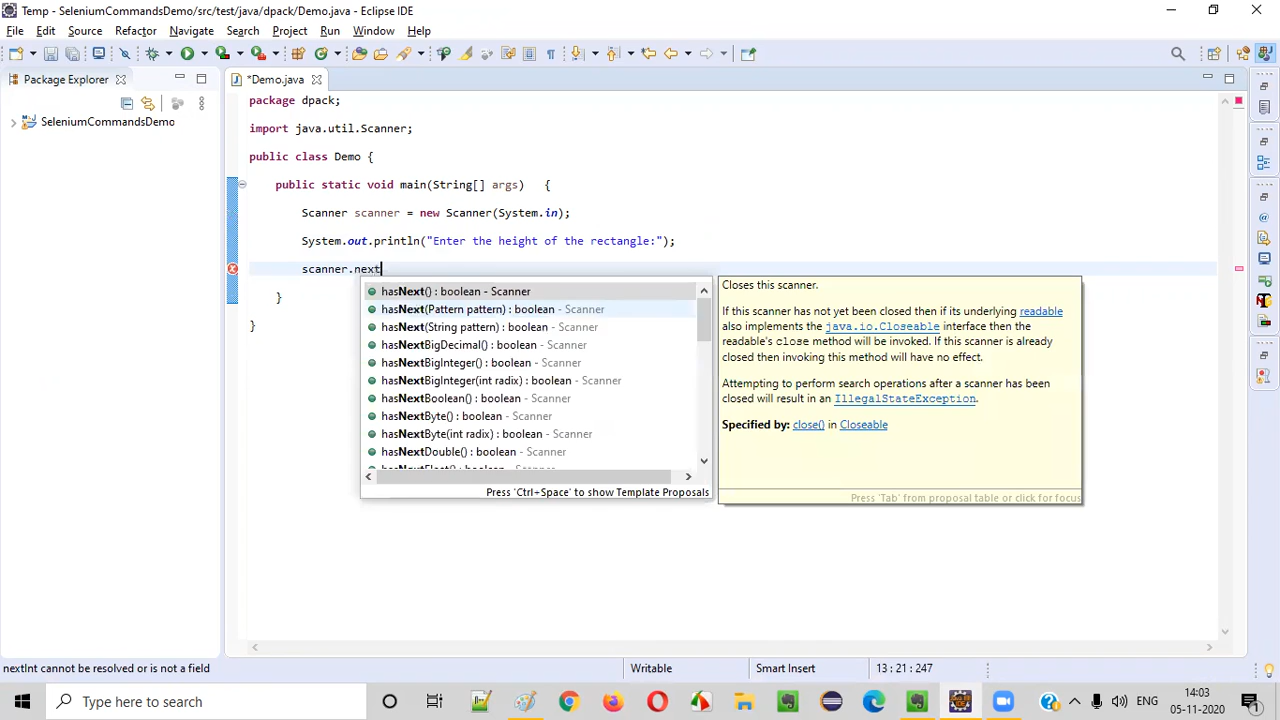 Temp - SeleniumCommandsDemo/src/test/java/dpack/Demo.java - Eclipse IDE
File Edit Source Refactor Navigate Search Project Run Window Help
Package Explorer
*Demo.java
SeleniumCommandsDemo
package dpack;
import java.util.Scanner;
public class Demo {
public static void main(String[] args) {
Scanner scanner = new Scanner(System.in);
System.out.println("Enter the height of the rectangle:");
scanner.next
}
}
hasNext() : boolean - Scanner
hasNext(Pattern pattern) : boolean - Scanner
hasNext(String pattern) : boolean - Scanner
hasNextBigDecimal() : boolean - Scanner
hasNextBigInteger() : boolean - Scanner
hasNextBigInteger(int radix) : boolean - Scanner
hasNextBoolean() : boolean - Scanner
hasNextByte() : boolean - Scanner
hasNextByte(int radix) : boolean - Scanner
hasNextDouble() : boolean - Scanner
hasNextFloat() : boolean - Scanner
Press 'Ctrl+Space' to show Template Proposals
Closes this scanner.
If this scanner has not yet been closed then if its underlying readable
also implements the java.io.Closeable interface then the
readable's close method will be invoked. If this scanner is already
closed then invoking this method will have no effect.
Attempting to perform search operations after a scanner has been
closed will result in an IllegalStateException.
Specified by: close() in Closeable
Press 'Tab' from proposal table or click for focus
nextInt cannot be resolved or is not a field
Writable
Smart Insert
13 : 21 : 247
Type here to search
ENG
14:03
05-11-2020